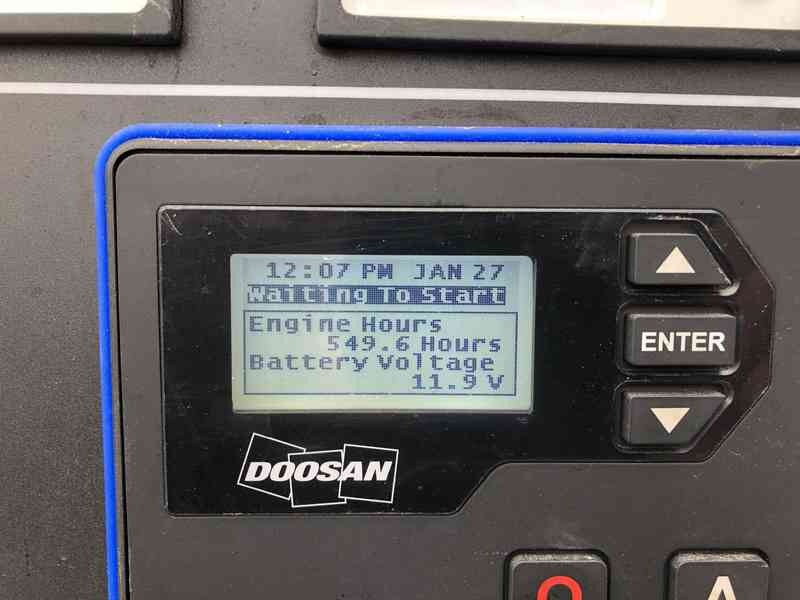 12:07 PM JAN 27
Waiting To Start
Engine Hours
549.6 Hours
Battery Voltage
11.9 V
ENTER
DOOSAN